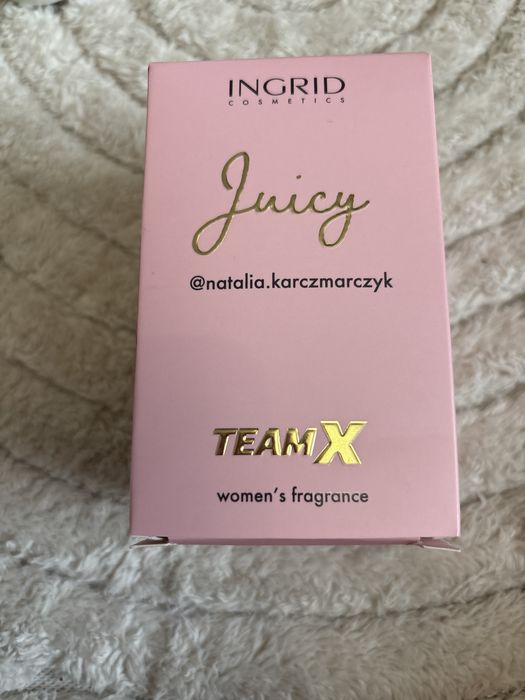 INGRID
COSMETICS
Juicy
@natalia.karczmarczyk
TEAM X
women's fragrance